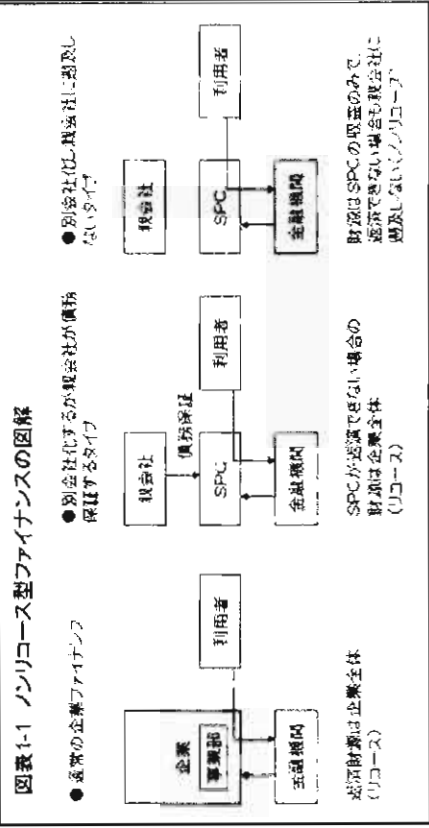 図表1-1 ノンリコース型ファイナンスの図解
●通常の企業ファイナンス
企業
事業部
利用者
金融機関
返済財源は企業全体
(リコース)
●別会社化するが親会社が債務
保証するタイプ
親会社
債務保証
SPC
利用者
金融機関
SPCが返済できない場合の
財源は企業全体
(リコース)
●別会社化し親会社に遡及し
ないタイプ
親会社
SPC
利用者
金融機関
財源はSPCの収益のみで、
返済できない場合も親会社に
遡及しない(ノンリコース)